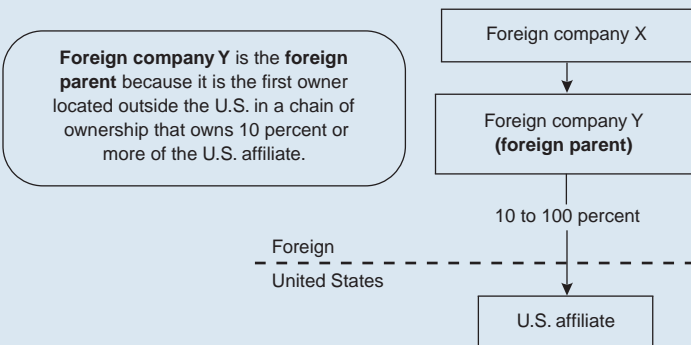 Foreign company Y is the foreign
parent because it is the first owner
located outside the U.S. in a chain of
ownership that owns 10 percent or
more of the U.S. affiliate.
Foreign company X
Foreign company Y
(foreign parent)
10 to 100 percent
Foreign
United States
U.S. affiliate